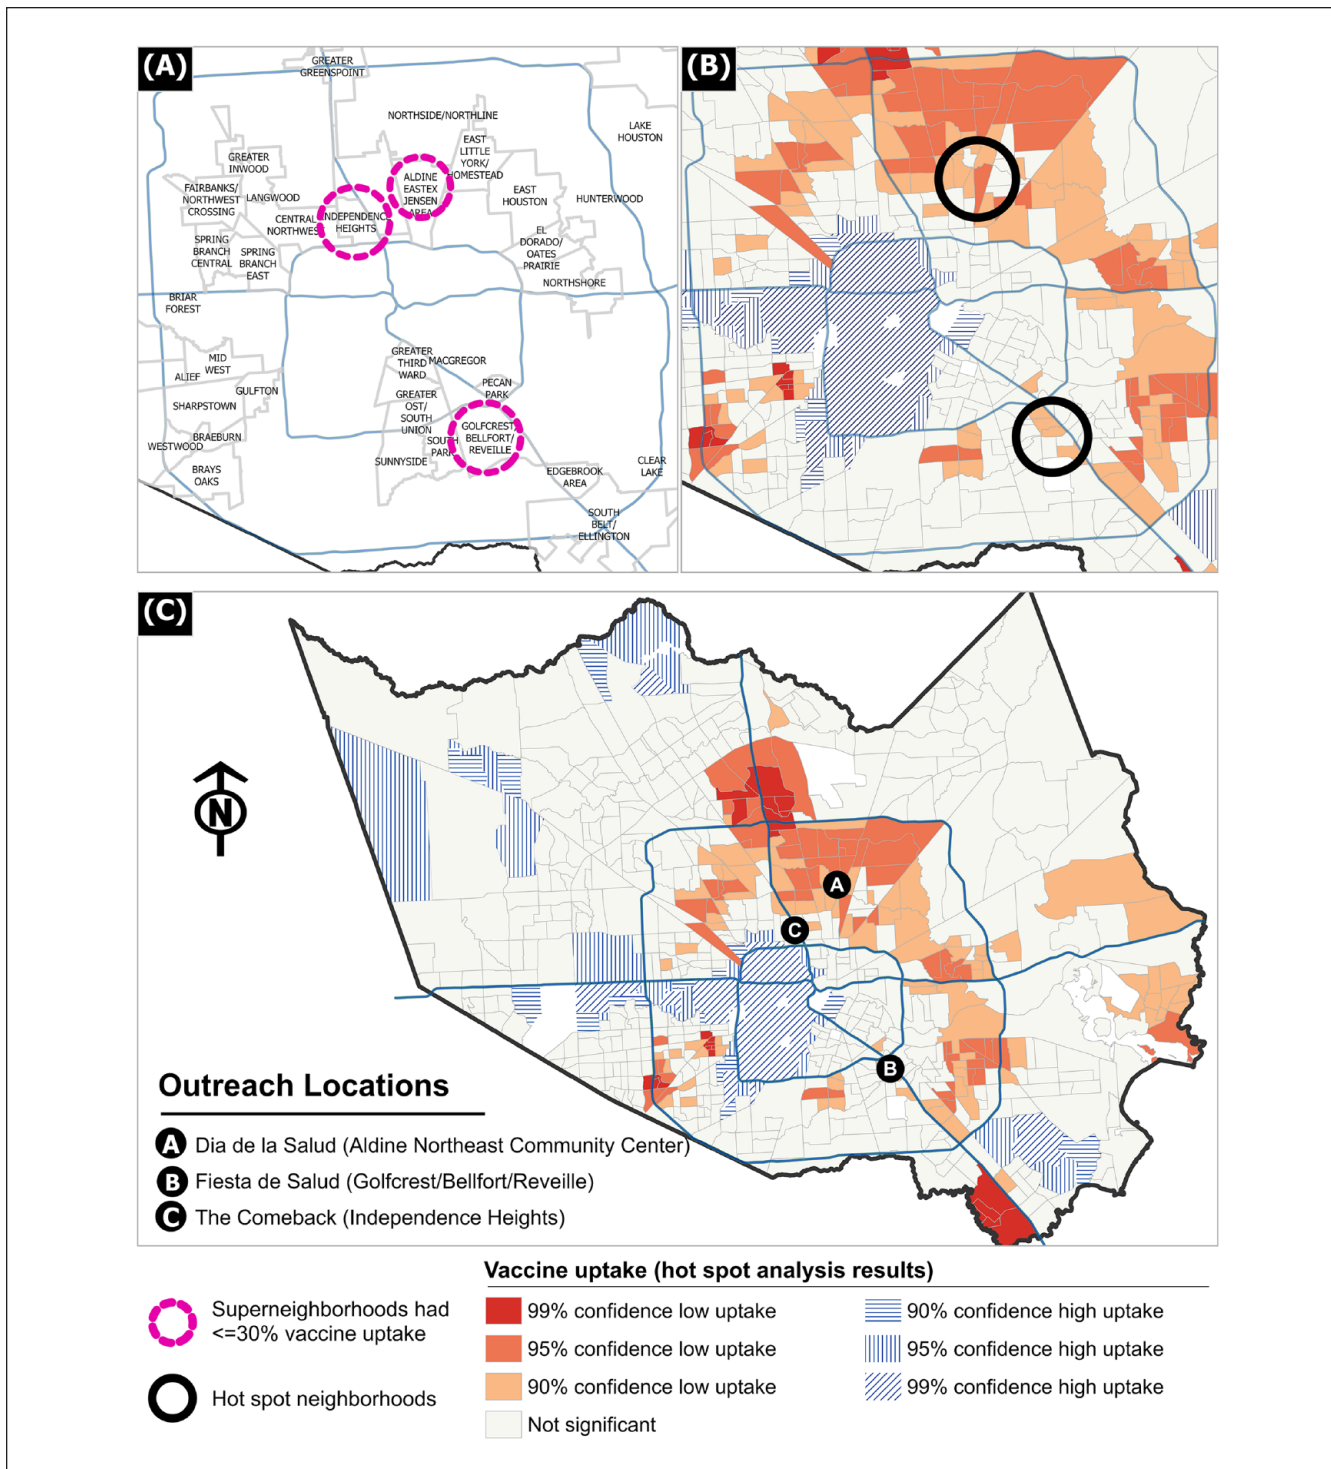 (A)
GREATER
GREENSPOINT
NORTHSIDE/NORTHLINE
LAKE
HOUSTON
EAST
LITTLE
YORK/
HOMESTEAD
GREATER
INWOOD
ALDINE
EASTEX
JENSEN
AREA
FAIRBANKS/
NORTHWEST
CROSSING
LANGWOOD
EAST
HOUSTON
HUNTERWOOD
CENTRAL
NORTHWEST
INDEPENDENCE
HEIGHTS
SPRING
BRANCH
CENTRAL
SPRING
BRANCH
EAST
EL
DORADO/
OATES
PRAIRIE
NORTHSHORE
BRIAR
FOREST
MID
WEST
ALIEF
GULFTON
SHARPSTOWN
BRAEBURN
WESTWOOD
BRAYS
OAKS
GREATER
THIRD
WARD
MACGREGOR
PECAN
PARK
GREATER
OST/
SOUTH
UNION
GOLFCREST/
BELLFORT/
REVEILLE
SOUTH
PARK
SUNNYSIDE
EDGEBROOK
AREA
CLEAR
LAKE
SOUTH
BELT/
ELLINGTON
(B)
(C)
N
A
C
B
Outreach Locations
A Dia de la Salud (Aldine Northeast Community Center)
B Fiesta de Salud (Golfcrest/Bellfort/Reveille)
C The Comeback (Independence Heights)
Superneighborhoods had
<=30% vaccine uptake
Hot spot neighborhoods
Vaccine uptake (hot spot analysis results)
99% confidence low uptake
95% confidence low uptake
90% confidence low uptake
Not significant
90% confidence high uptake
95% confidence high uptake
99% confidence high uptake